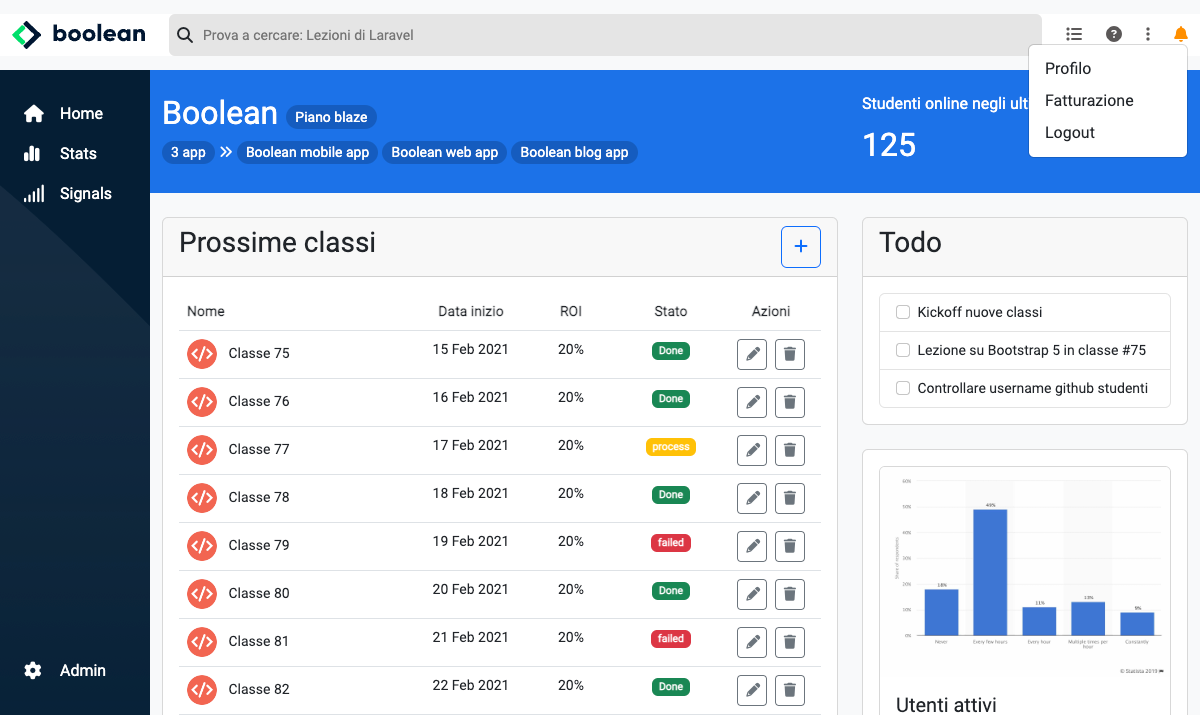 boolean
Prova a cercare: Lezioni di Laravel
Profilo
Fatturazione
Logout
Home
Stats
Signals
Admin
Boolean Piano blaze
3 app Boolean mobile app Boolean web app Boolean blog app
Studenti online negli ult
125
Prossime classi
+
Nome Data inizio ROI Stato Azioni
Classe 75 15 Feb 2021 20% Done
Classe 76 16 Feb 2021 20% Done
Classe 77 17 Feb 2021 20% process
Classe 78 18 Feb 2021 20% Done
Classe 79 19 Feb 2021 20% failed
Classe 80 20 Feb 2021 20% Done
Classe 81 21 Feb 2021 20% failed
Classe 82 22 Feb 2021 20% Done
Todo
Kickoff nuove classi
Lezione su Bootstrap 5 in classe #75
Controllare username github studenti
60%
50%
40%
30%
20%
10%
0%
Share of respondents
18%
49%
11%
13%
9%
Never
Every few hours
Every hour
Multiple times per
hour
Constantly
© Statista 2019
Utenti attivi